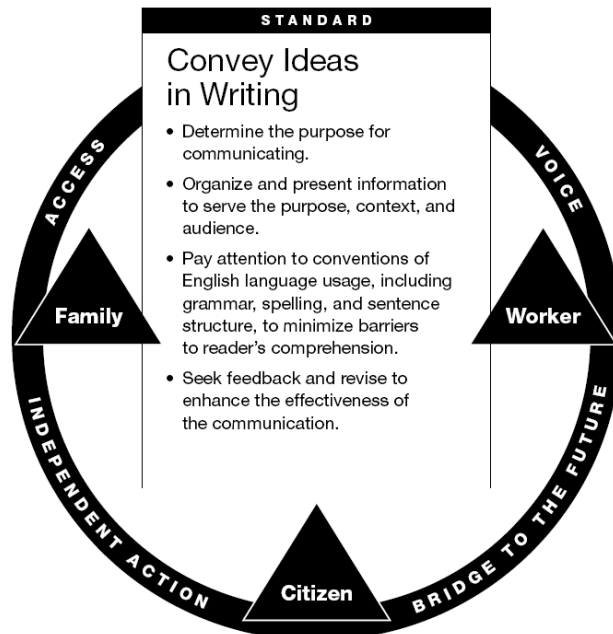 STANDARD
Convey Ideas
in Writing
• Determine the purpose for
communicating.
• Organize and present information
to serve the purpose, context, and
audience.
• Pay attention to conventions of
English language usage, including
grammar, spelling, and sentence
structure, to minimize barriers
to reader's comprehension.
• Seek feedback and revise to
enhance the effectiveness of
the communication.
ACCESS
VOICE
Family
Worker
INDEPENDENT ACTION
BRIDGE TO THE FUTURE
Citizen